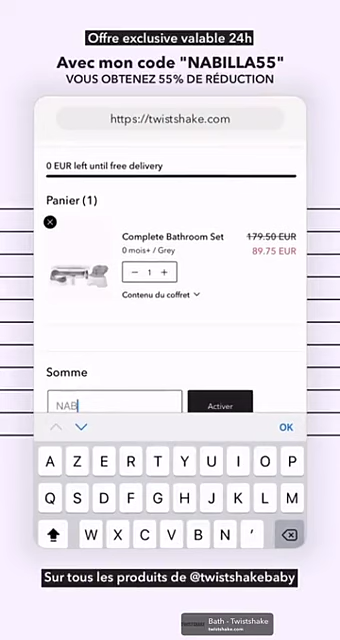 Offre exclusive valable 24h
Avec mon code "NABILLA55"
VOUS OBTENEZ 55% DE RÉDUCTION
https://twistshake.com
0 EUR left until free delivery
Panier (1)
Complete Bathroom Set 179.50 EUR
0 mois+ / Grey 89.75 EUR
− 1 +
Contenu du coffret
Somme
NAB Activer
OK
A Z E R T Y U I O P
Q S D F G H J K L M
W X C V B N ’
Sur tous les produits de @twistshakebaby
Bath - Twistshake
twistshake.com